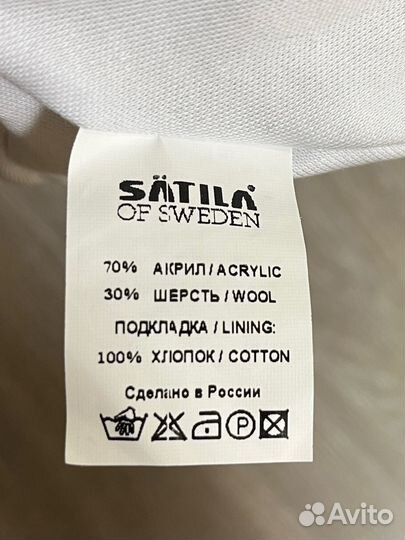 SÄTILA
OF SWEDEN
70% АКРИЛ / ACRYLIC
30% ШЕРСТЬ / WOOL
ПОДКЛАДКА / LINING:
100% ХЛОПОК / COTTON
Сделано в России
P
Avito